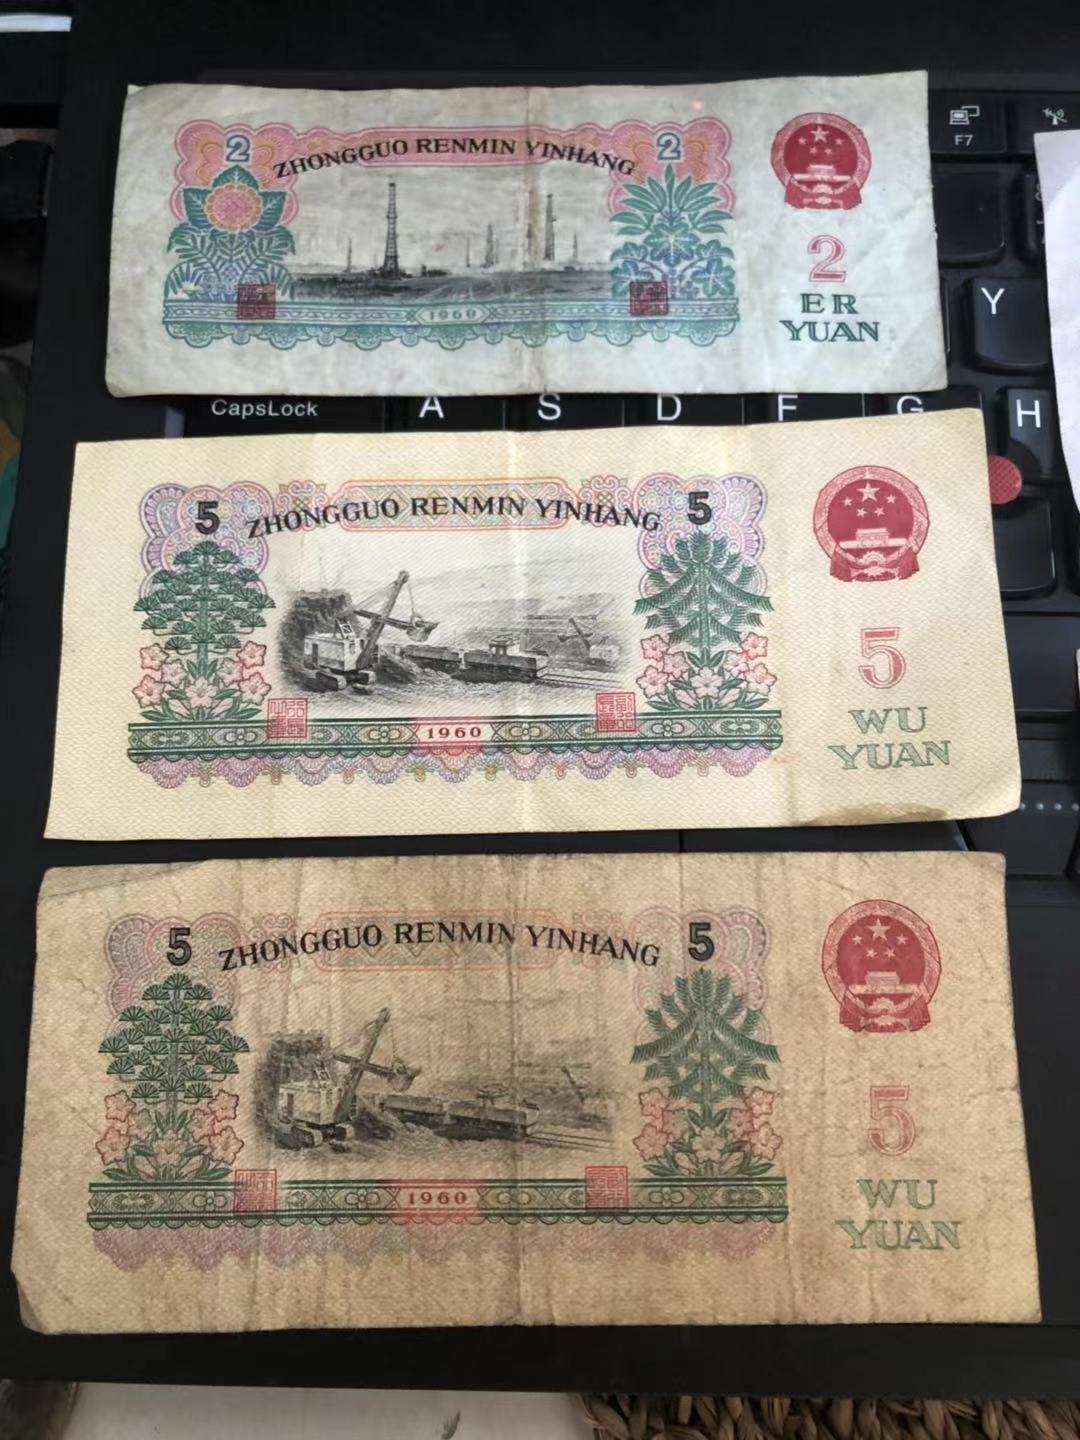 F7
2 ZHONGGUO RENMIN YINHANG 2
2
ER
YUAN
1960
Y
CapsLock A S D F G H
5 ZHONGGUO RENMIN YINHANG 5
5
WU
YUAN
1960
5 ZHONGGUO RENMIN YINHANG 5
5
WU
YUAN
1960